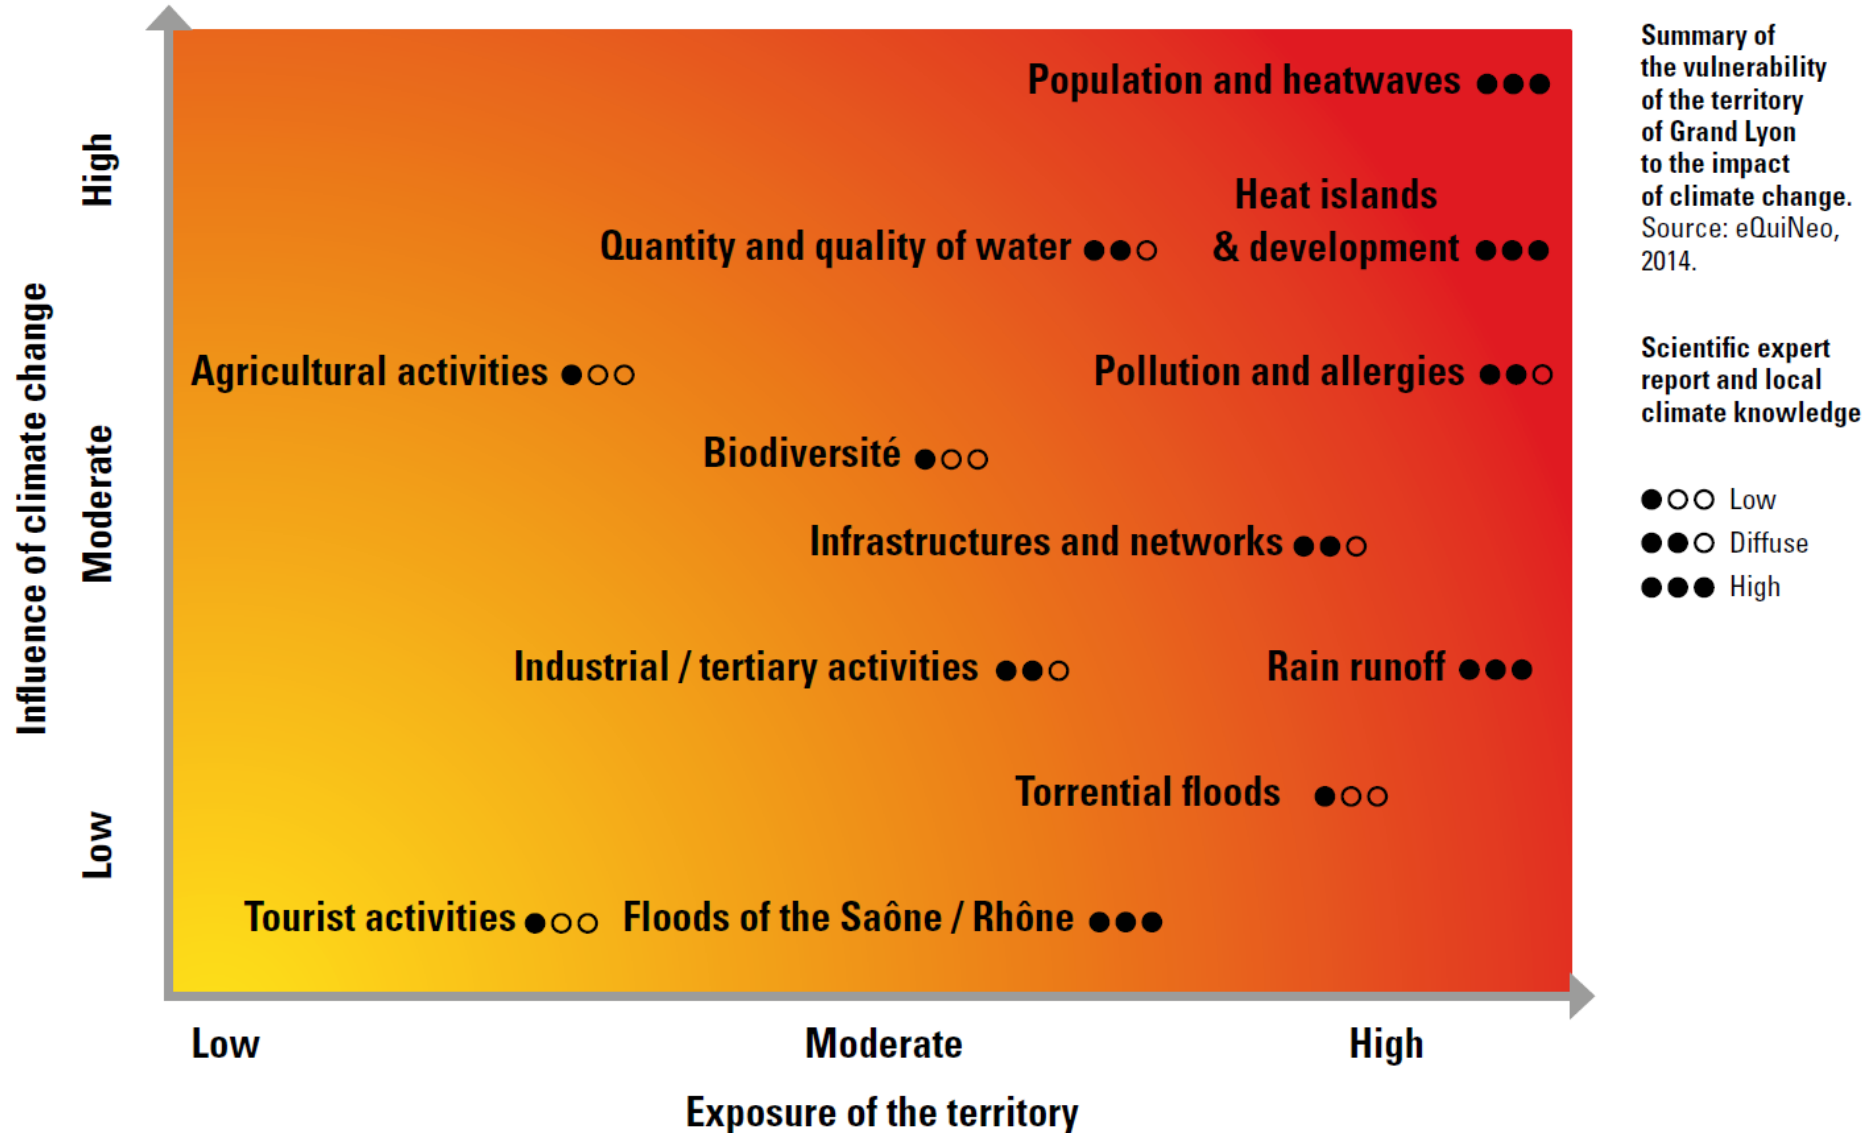 Influence of climate change
High
Moderate
Low
Population and heatwaves ●●●
Heat islands
& development ●●●
Quantity and quality of water ●●○
Agricultural activities ●○○
Pollution and allergies ●●○
Biodiversité ●○○
Infrastructures and networks ●●○
Industrial / tertiary activities ●●○
Rain runoff ●●●
Torrential floods ●○○
Tourist activities ●○○
Floods of the Saône / Rhône ●●●
Low
Moderate
High
Exposure of the territory
Summary of
the vulnerability
of the territory
of Grand Lyon
to the impact
of climate change.
Source: eQuiNeo,
2014.
Scientific expert
report and local
climate knowledge
●○○ Low
●●○ Diffuse
●●● High